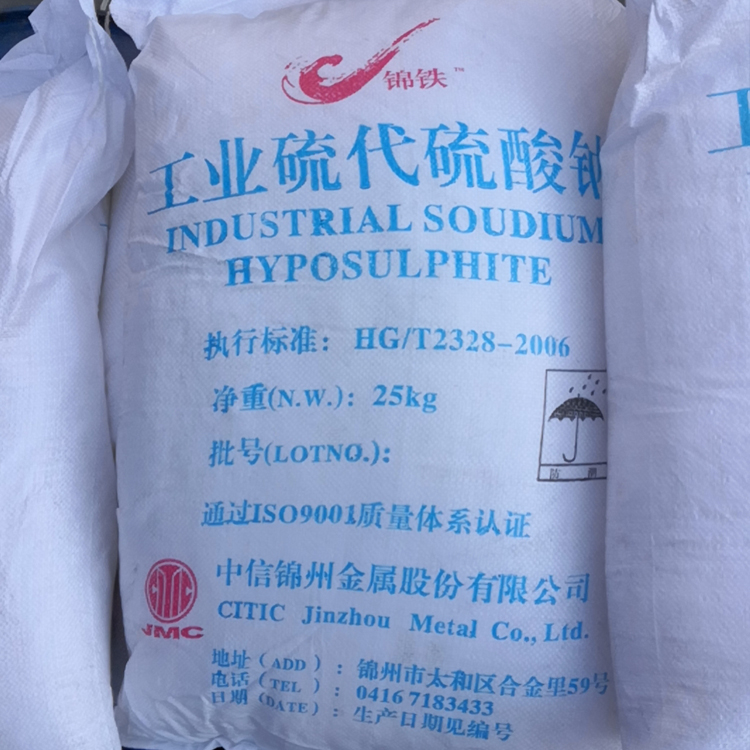 锦铁™
工业硫代硫酸钠
INDUSTRIAL SOUDIUM
HYPOSULPHITE
执行标准：HG/T2328-2006
净重(N.W.)：25kg
批号(LOTNO.)：
通过ISO9001质量体系认证
CITIC
JMC
中信锦州金属股份有限公司
CITIC Jinzhou Metal Co., Ltd.
地址（ADD）：锦州市太和区合金里59号
电话（TEL）：0416 7183433
日期（DATE）：生产日期见编号